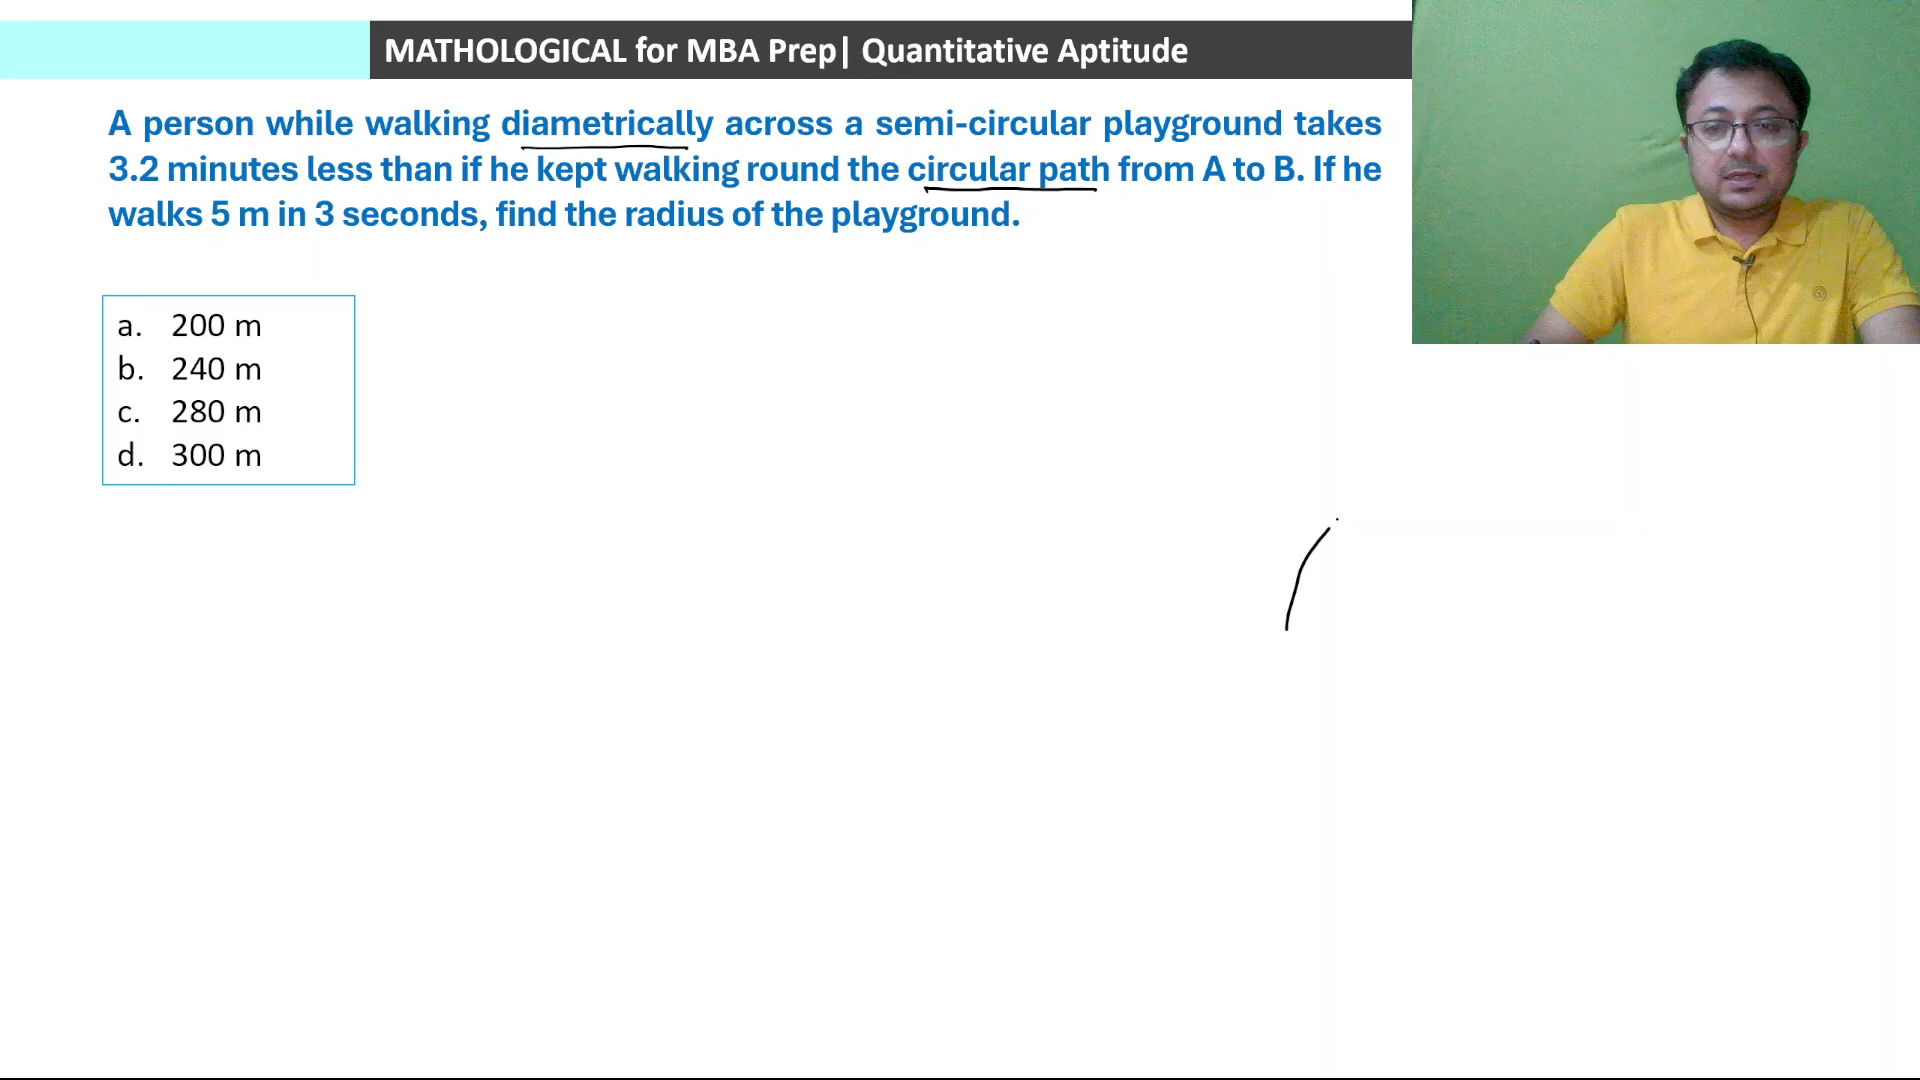 MATHOLOGICAL for MBA Prep| Quantitative Aptitude
A person while walking diametrically across a semi-circular playground takes
3.2 minutes less than if he kept walking round the circular path from A to B. If he
walks 5 m in 3 seconds, find the radius of the playground.
a. 200 m
b. 240 m
c. 280 m
d. 300 m